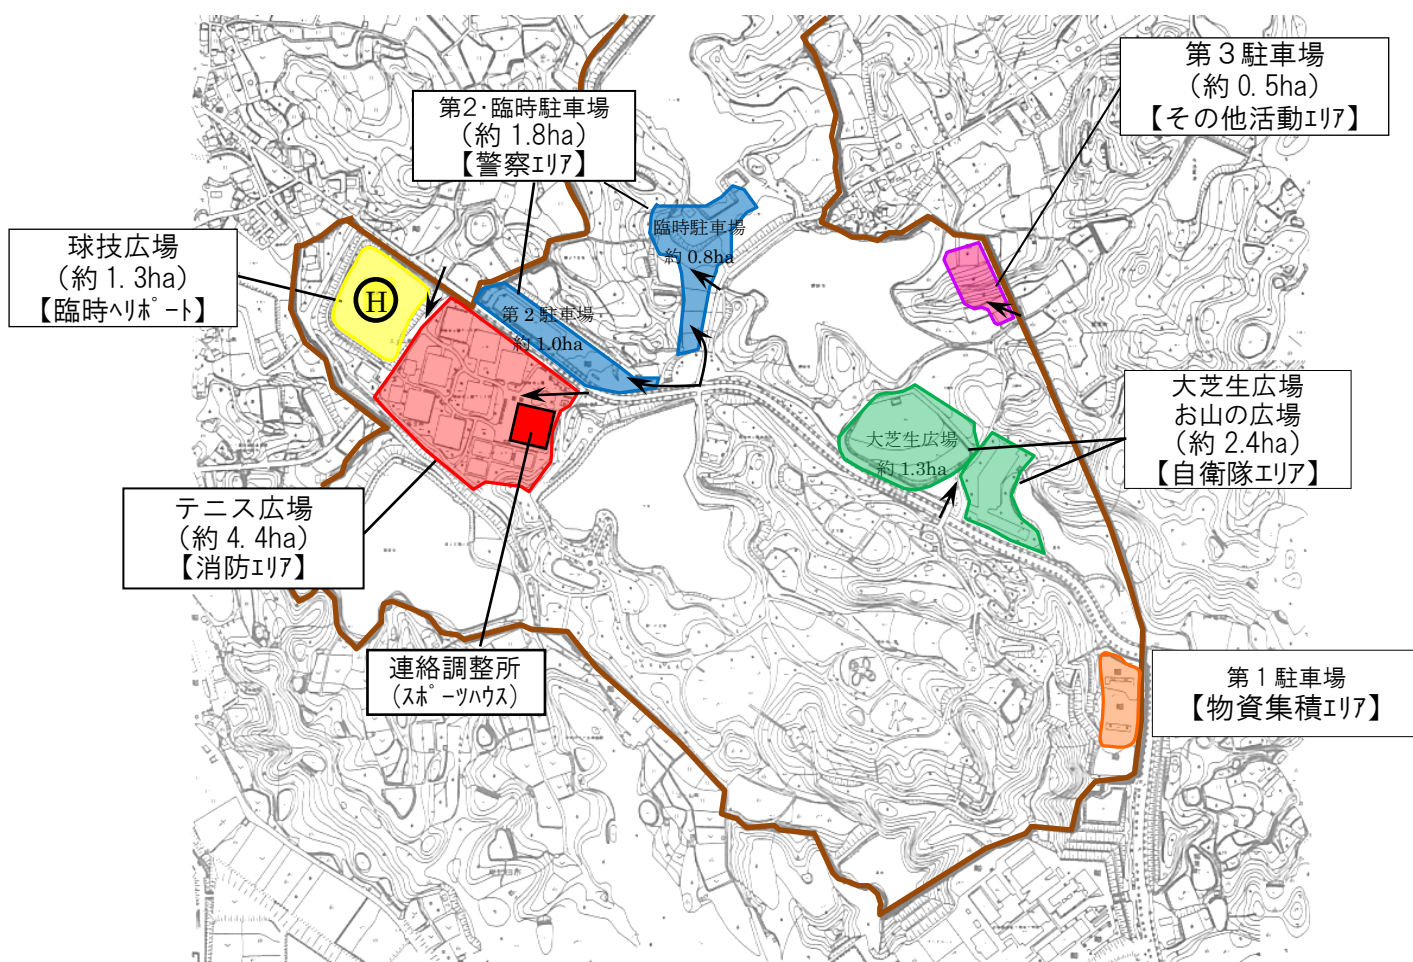 第３駐車場
（約 0. 5ha）
【その他活動ｴﾘｱ】
第2･臨時駐車場
（約 1.8ha）
【警察ｴﾘｱ】
臨時駐車場
約 0.8ha
球技広場
（約 1. 3ha）
【臨時ﾍﾘﾎﾟｰﾄ】
H
第２駐車場
約 1.0ha
大芝生広場
お山の広場
（約 2.4ha）
【自衛隊ｴﾘｱ】
大芝生広場
約 1.3ha
テニス広場
（約 4. 4ha）
【消防ｴﾘｱ】
連絡調整所
（ｽﾎﾟｰﾂﾊｳｽ）
第１駐車場
【物資集積ｴﾘｱ】